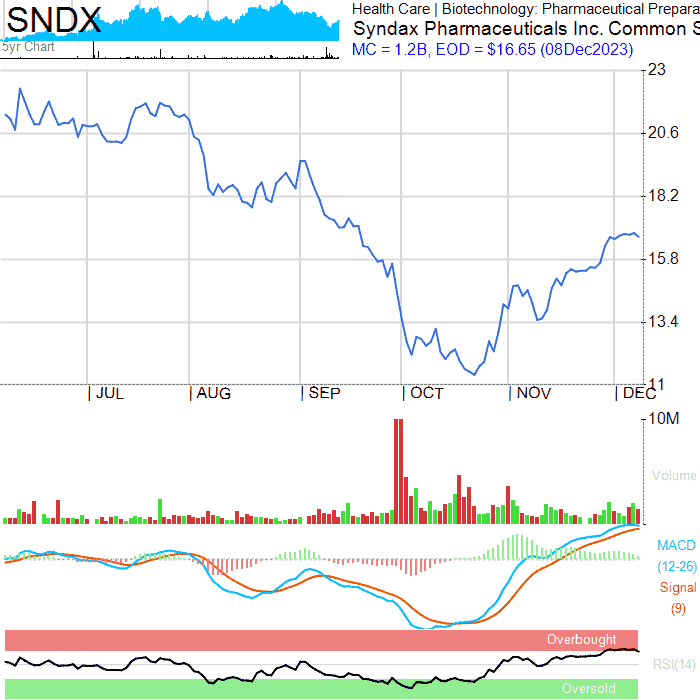 SNDX
5yr Chart
Health Care | Biotechnology: Pharmaceutical Prepara
Syndax Pharmaceuticals Inc. Common S
MC = 1.2B, EOD = $16.65 (08Dec2023)
23
20.6
18.2
15.8
13.4
11
JUL AUG SEP OCT NOV DEC
10M
Volume
MACD
(12-26)
Signal
(9)
Overbought
RSI(14)
Oversold